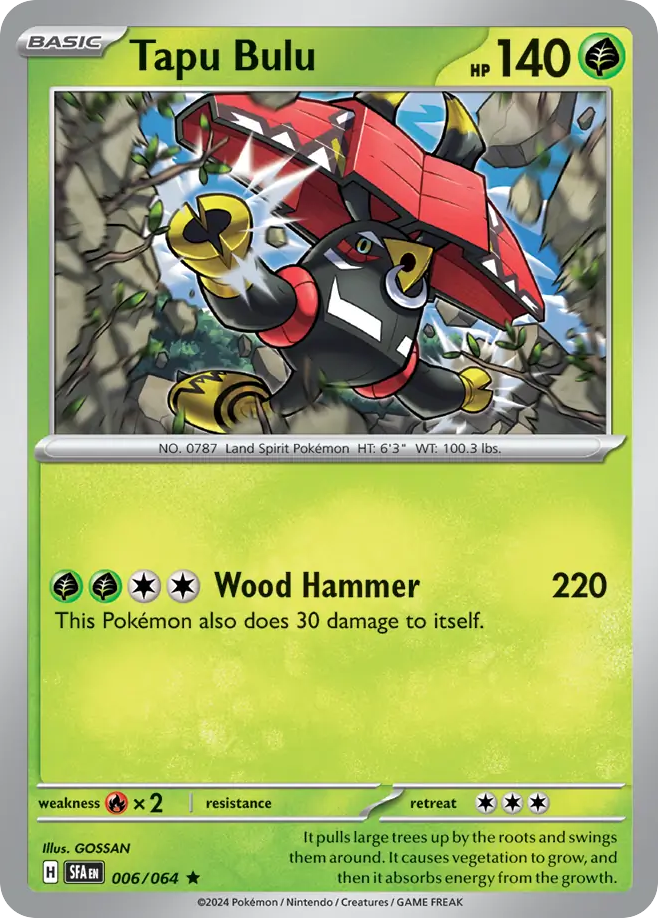 BASIC
Tapu Bulu
HP 140
NO. 0787 Land Spirit Pokémon HT: 6'3" WT: 100.3 lbs.
Wood Hammer 220
This Pokémon also does 30 damage to itself.
weakness ×2 resistance retreat
Illus. GOSSAN
It pulls large trees up by the roots and swings
them around. It causes vegetation to grow, and
then it absorbs energy from the growth.
H SFA EN 006/064 ★
©2024 Pokémon / Nintendo / Creatures / GAME FREAK